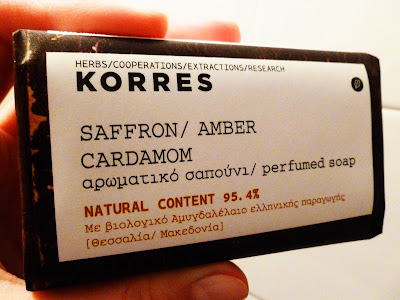 HERBS/COOPERATIONS/EXTRACTIONS/RESEARCH
KORRES
SAFFRON/ AMBER
CARDAMOM
αρωματικό σαπούνι/ perfumed soap
NATURAL CONTENT 95.4%
Με βιολογικό Αμυγδαλέλαιο ελληνικής παραγωγής
[Θεσσαλία/ Μακεδονία]